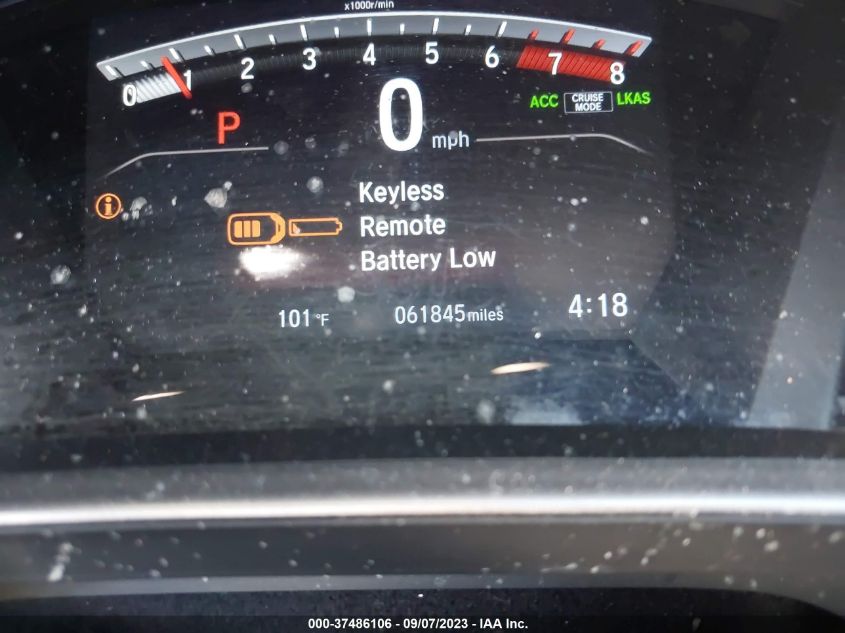 x1000r/min
0 1 2 3 4 5 6 7 8
P 0 mph ACC CRUISE MODE LKAS
Keyless
Remote
Battery Low
101°F 061845miles 4:18
000-37486106 - 09/07/2023 - IAA Inc.